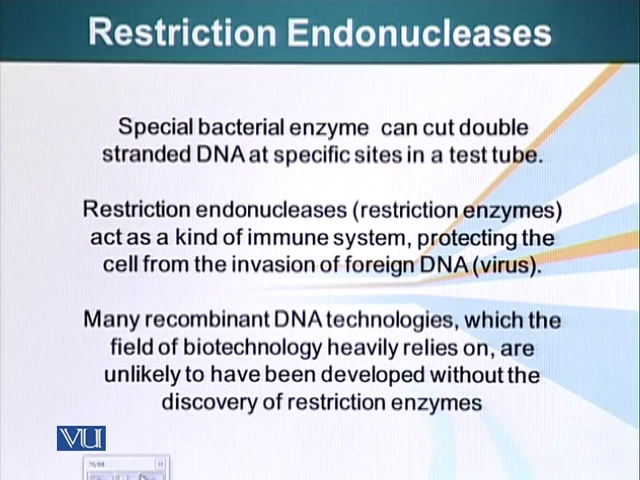 Restriction Endonucleases
Special bacterial enzyme can cut double
stranded DNA at specific sites in a test tube.
Restriction endonucleases (restriction enzymes)
act as a kind of immune system, protecting the
cell from the invasion of foreign DNA (virus).
Many recombinant DNA technologies, which the
field of biotechnology heavily relies on, are
unlikely to have been developed without the
discovery of restriction enzymes
VU
70/88